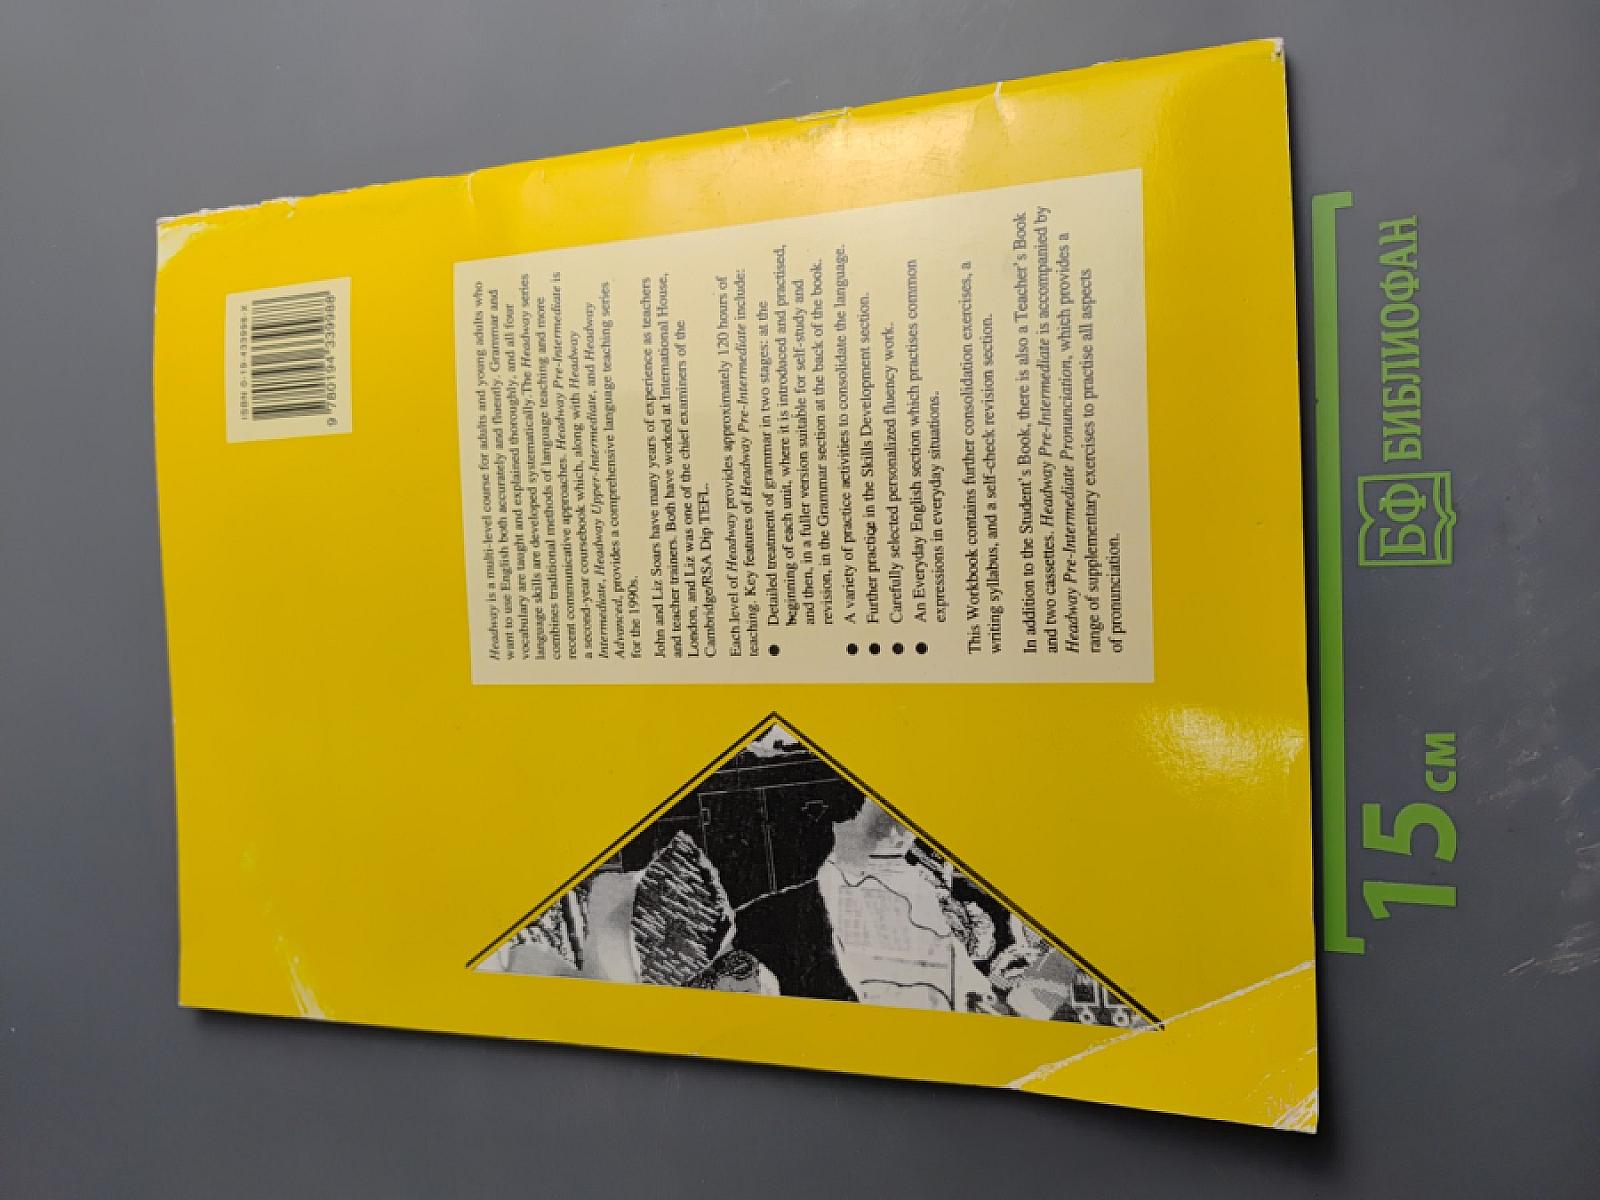 Headway is a multi-level course for adults and young adults who
want to use English both accurately and fluently. Grammar and
vocabulary are taught and explained thoroughly, and all four
language skills are developed systematically. The Headway series
combines traditional methods of language teaching and more
recent communicative approaches. Headway Pre-Intermediate is
a second-year coursebook which, along with Headway
Intermediate, Headway Upper-Intermediate, and Headway
Advanced, provides a comprehensive language teaching series
for the 1990s.
John and Liz Soars have many years of experience as teachers
and teacher trainers. Both have worked at International House,
London, and Liz was one of the chief examiners of the
Cambridge/RSA Dip TEFL.
Each level of Headway provides approximately 120 hours of
teaching. Key features of Headway Pre-Intermediate include:
● Detailed treatment of grammar in two stages: at the
beginning of each unit, where it is introduced and practised,
and then, in a fuller version suitable for self-study and
revision, in the Grammar section at the back of the book.
● A variety of practice activities to consolidate the language.
● Further practice in the Skills Development section.
● Carefully selected personalized fluency work.
● An Everyday English section which practises common
expressions in everyday situations.
This Workbook contains further consolidation exercises, a
writing syllabus, and a self-check revision section.
In addition to the Student's Book, there is also a Teacher's Book
and two cassettes. Headway Pre-Intermediate is accompanied by
Headway Pre-Intermediate Pronunciation, which provides a
range of supplementary exercises to practise all aspects
of pronunciation.
ISBN 0-19-433998-X
9 780194 339988
15 см
БФ БИБЛИОФАН